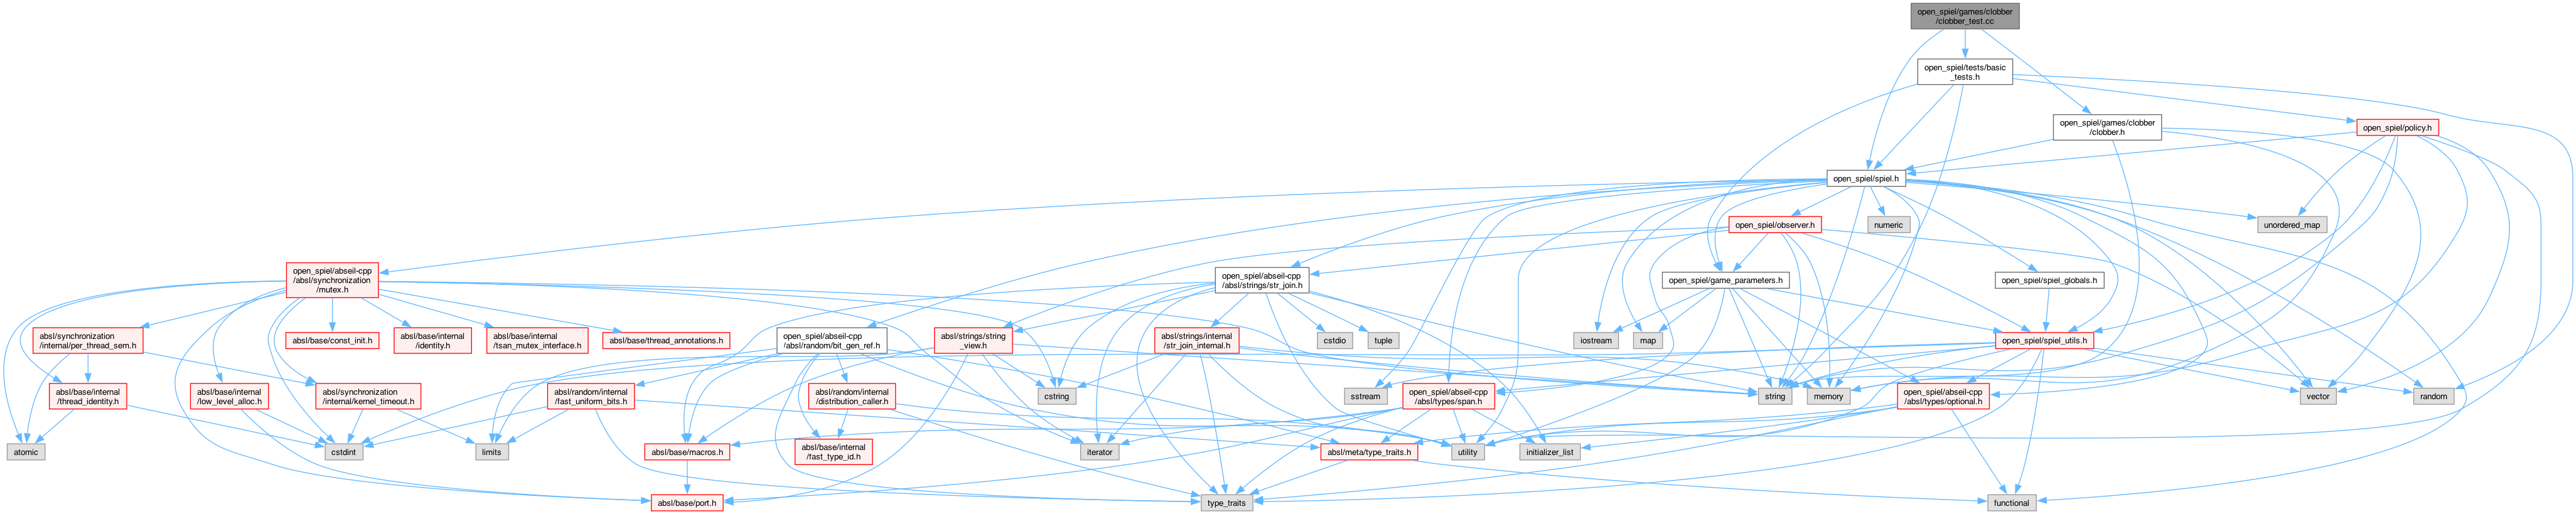 open_spiel/games/clobber
/clobber_test.cc
open_spiel/tests/basic
_tests.h
open_spiel/games/clobber
/clobber.h
open_spiel/policy.h
open_spiel/spiel.h
open_spiel/observer.h
numeric
unordered_map
open_spiel/abseil-cpp
/absl/synchronization
/mutex.h
open_spiel/abseil-cpp
/absl/strings/str_join.h
open_spiel/game_parameters.h
open_spiel/spiel_globals.h
absl/synchronization
/internal/per_thread_sem.h
absl/base/const_init.h
absl/base/internal
/identity.h
absl/base/internal
/tsan_mutex_interface.h
absl/base/thread_annotations.h
open_spiel/abseil-cpp
/absl/random/bit_gen_ref.h
absl/strings/string
_view.h
absl/strings/internal
/str_join_internal.h
cstdio
tuple
iostream
map
open_spiel/spiel_utils.h
absl/base/internal
/thread_identity.h
absl/base/internal
/low_level_alloc.h
absl/synchronization
/internal/kernel_timeout.h
absl/random/internal
/fast_uniform_bits.h
absl/random/internal
/distribution_caller.h
cstring
sstream
open_spiel/abseil-cpp
/absl/types/span.h
string
memory
open_spiel/abseil-cpp
/absl/types/optional.h
vector
random
atomic
cstdint
limits
absl/base/macros.h
absl/base/internal
/fast_type_id.h
iterator
absl/meta/type_traits.h
utility
initializer_list
absl/base/port.h
type_traits
functional